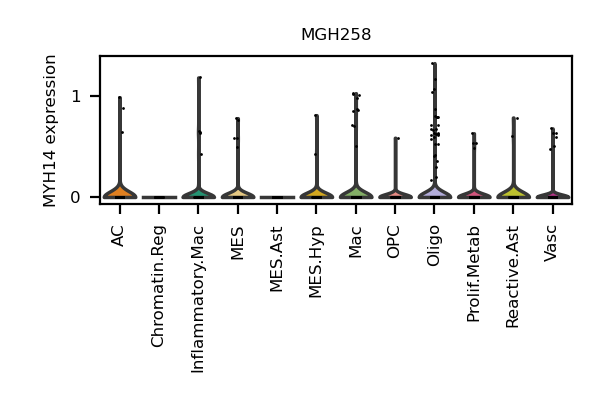 MGH258
MYH14 expression
1
0
AC
Chromatin.Reg
Inflammatory.Mac
MES
MES.Ast
MES.Hyp
Mac
OPC
Oligo
Prolif.Metab
Reactive.Ast
Vasc